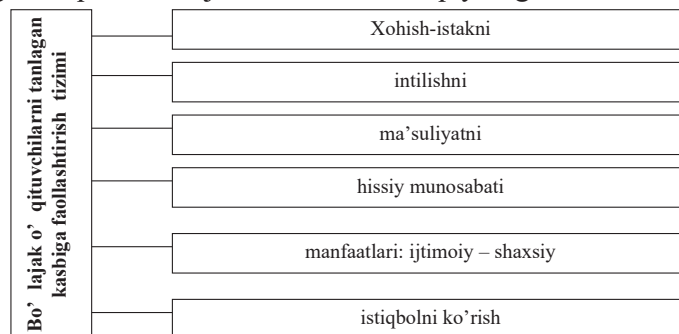 Bo’ lajak o’ qituvchilarni tanlagan
kasbiga faollashtirish tizimi
Xohish-istakni
intilishni
ma’suliyatni
hissiy munosabati
manfaatlari: ijtimoiy – shaxsiy
istiqbolni ko’rish